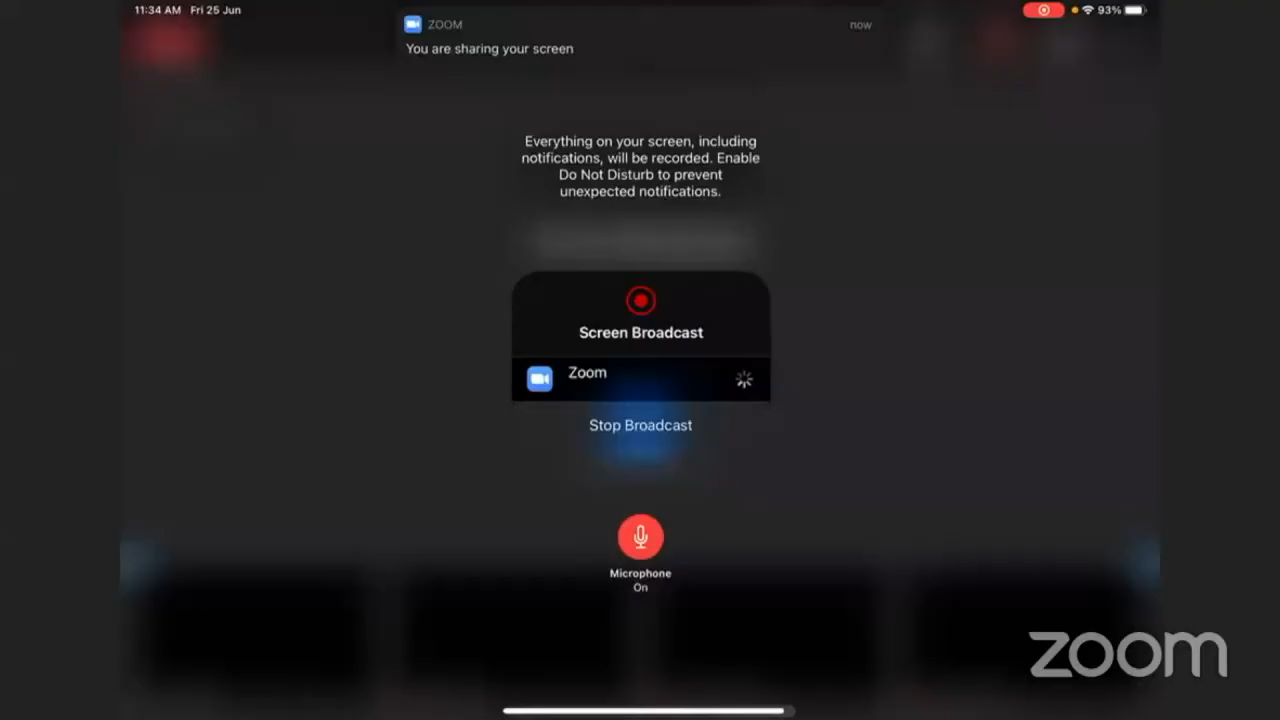 11:34 AM Fri 25 Jun
93%
ZOOM
now
You are sharing your screen
Everything on your screen, including
notifications, will be recorded. Enable
Do Not Disturb to prevent
unexpected notifications.
Screen Broadcast
Zoom
Stop Broadcast
Microphone
On
zoom